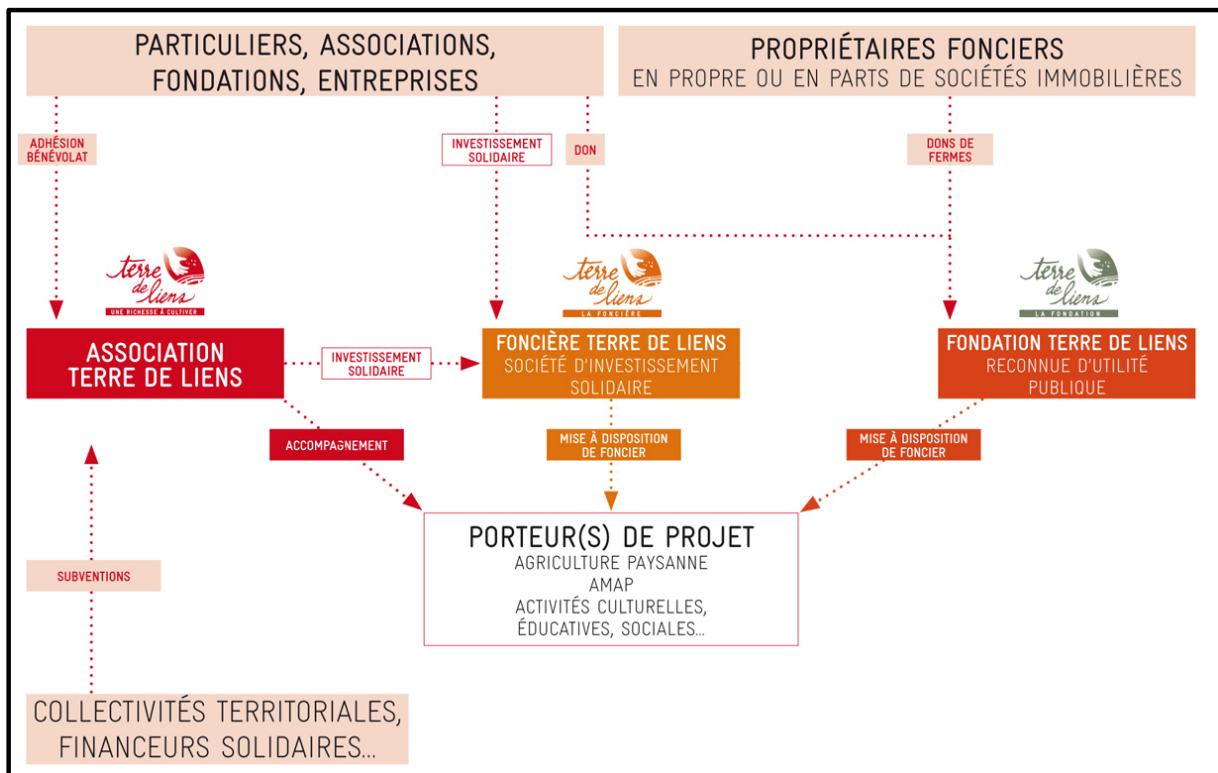 PARTICULIERS, ASSOCIATIONS,
FONDATIONS, ENTREPRISES
PROPRIÉTAIRES FONCIERS
EN PROPRE OU EN PARTS DE SOCIÉTÉS IMMOBILIÈRES
ADHÉSION
BÉNÉVOLAT
INVESTISSEMENT
SOLIDAIRE
DON
DONS DE
FERMES
terre
de
liens
UNE RICHESSE À CULTIVER
terre
de
liens
LA FONCIÈRE
terre
de
liens
LA FONDATION
ASSOCIATION
TERRE DE LIENS
INVESTISSEMENT
SOLIDAIRE
FONCIÈRE TERRE DE LIENS
SOCIÉTÉ D'INVESTISSEMENT
SOLIDAIRE
FONDATION TERRE DE LIENS
RECONNUE D'UTILITÉ
PUBLIQUE
ACCOMPAGNEMENT
MISE À DISPOSITION
DE FONCIER
MISE À DISPOSITION
DE FONCIER
PORTEUR(S) DE PROJET
AGRICULTURE PAYSANNE
AMAP
ACTIVITÉS CULTURELLES,
ÉDUCATIVES, SOCIALES...
SUBVENTIONS
COLLECTIVITÉS TERRITORIALES,
FINANCEURS SOLIDAIRES...